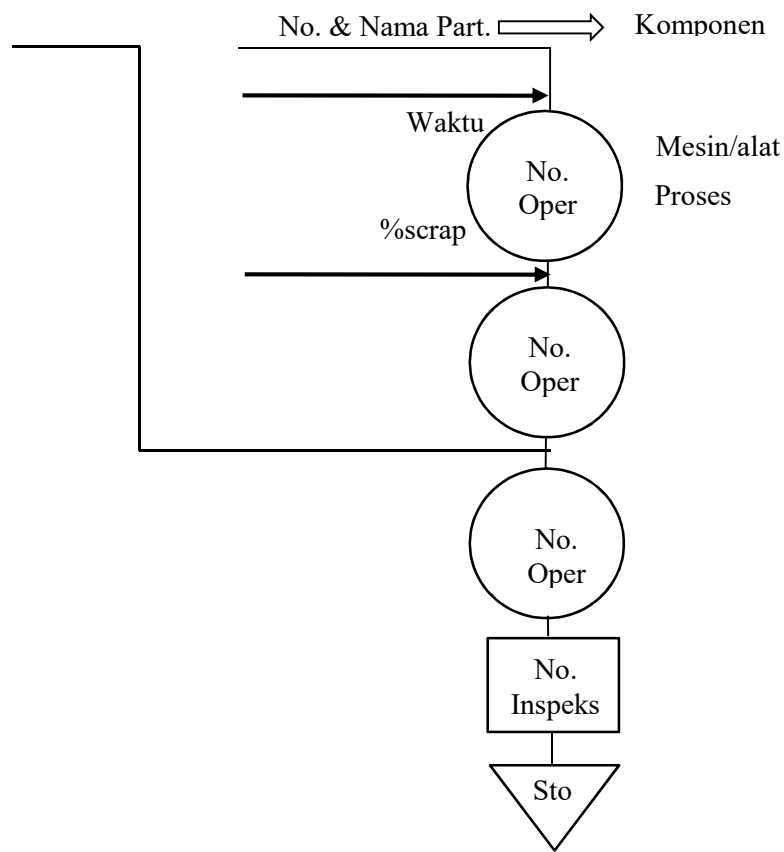 No. & Nama Part.
Komponen
Waktu
Mesin/alat
No.
Oper
Proses
%scrap
No.
Oper
No.
Oper
No.
Inspeks
Sto